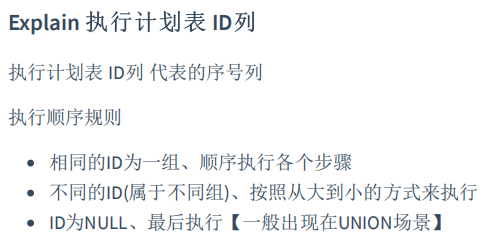 Explain 执行计划表 ID列
执行计划表 ID列 代表的序号列
执行顺序规则
• 相同的ID为一组、顺序执行各个步骤
• 不同的ID(属于不同组)、按照从大到小的方式来执行
• ID为NULL、最后执行【一般出现在UNION场景】